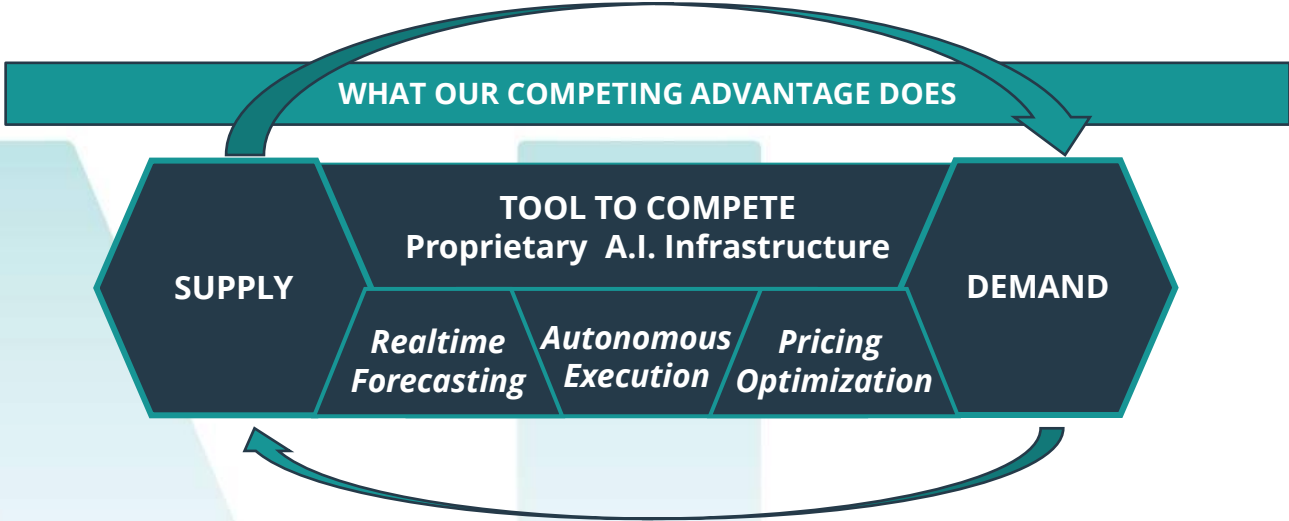 WHAT OUR COMPETING ADVANTAGE DOES
TOOL TO COMPETE
Proprietary A.I. Infrastructure
SUPPLY
DEMAND
Realtime
Forecasting
Autonomous
Execution
Pricing
Optimization